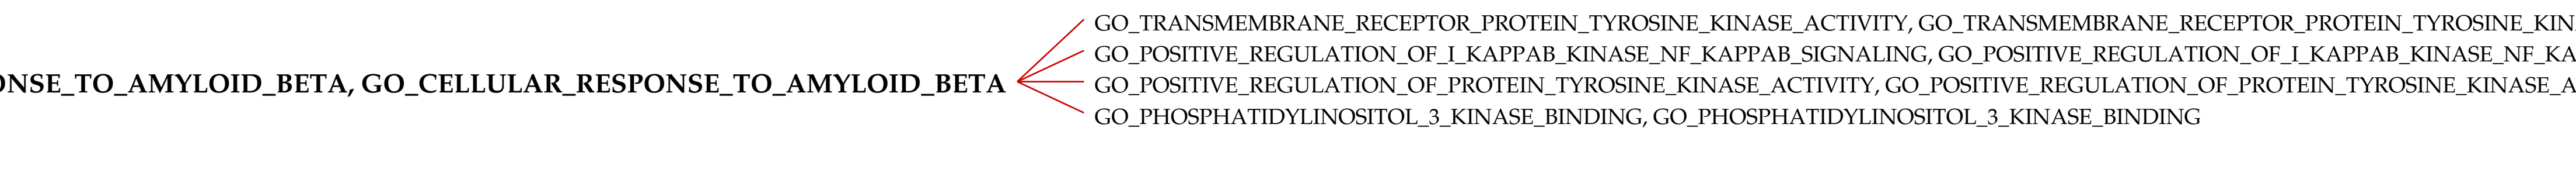 GO_TRANSMEMBRANE_RECEPTOR_PROTEIN_TYROSINE_KINASE_ACTIVITY, GO_TRANSMEMBRANE_RECEPTOR_PROTEIN_TYROSINE_KIN
GO_POSITIVE_REGULATION_OF_I_KAPPAB_KINASE_NF_KAPPAB_SIGNALING, GO_POSITIVE_REGULATION_OF_I_KAPPAB_KINASE_NF_KA
ONSE_TO_AMYLOID_BETA, GO_CELLULAR_RESPONSE_TO_AMYLOID_BETA
GO_POSITIVE_REGULATION_OF_PROTEIN_TYROSINE_KINASE_ACTIVITY, GO_POSITIVE_REGULATION_OF_PROTEIN_TYROSINE_KINASE_A
GO_PHOSPHATIDYLINOSITOL_3_KINASE_BINDING, GO_PHOSPHATIDYLINOSITOL_3_KINASE_BINDING